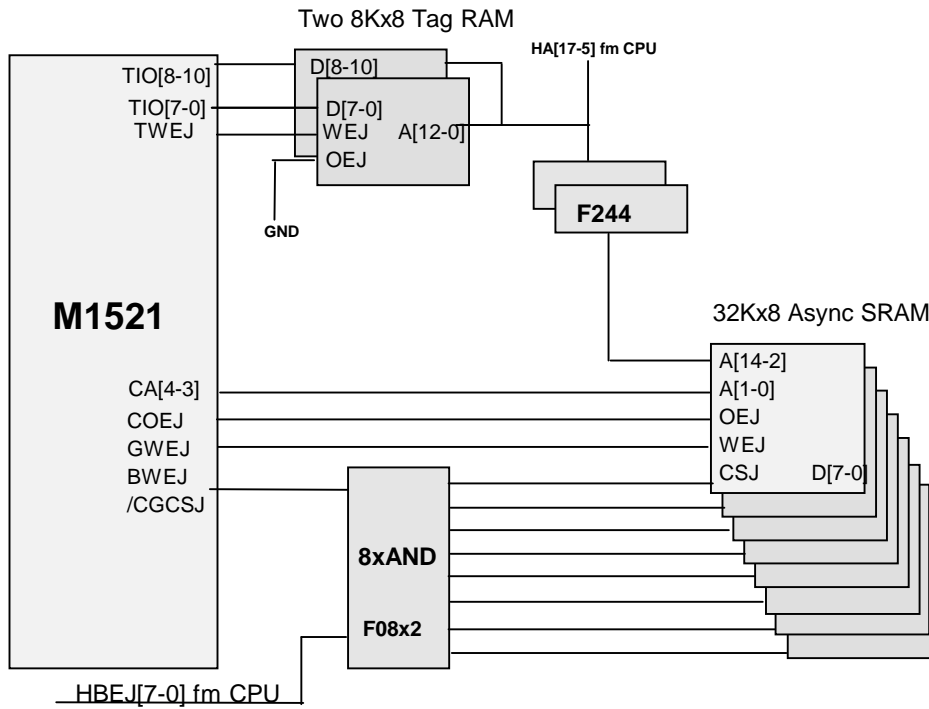 Two 8Kx8 Tag RAM
HA[17-5] fm CPU
TIO[8-10]
D[8-10]
TIO[7-0]
D[7-0]
TWEJ
WEJ
A[12-0]
OEJ
GND
F244
M1521
32Kx8 Async SRAM
A[14-2]
CA[4-3]
A[1-0]
COEJ
OEJ
GWEJ
WEJ
BWEJ
/CGCSJ
CSJ
D[7-0]
8xAND
F08x2
HBEJ[7-0] fm CPU